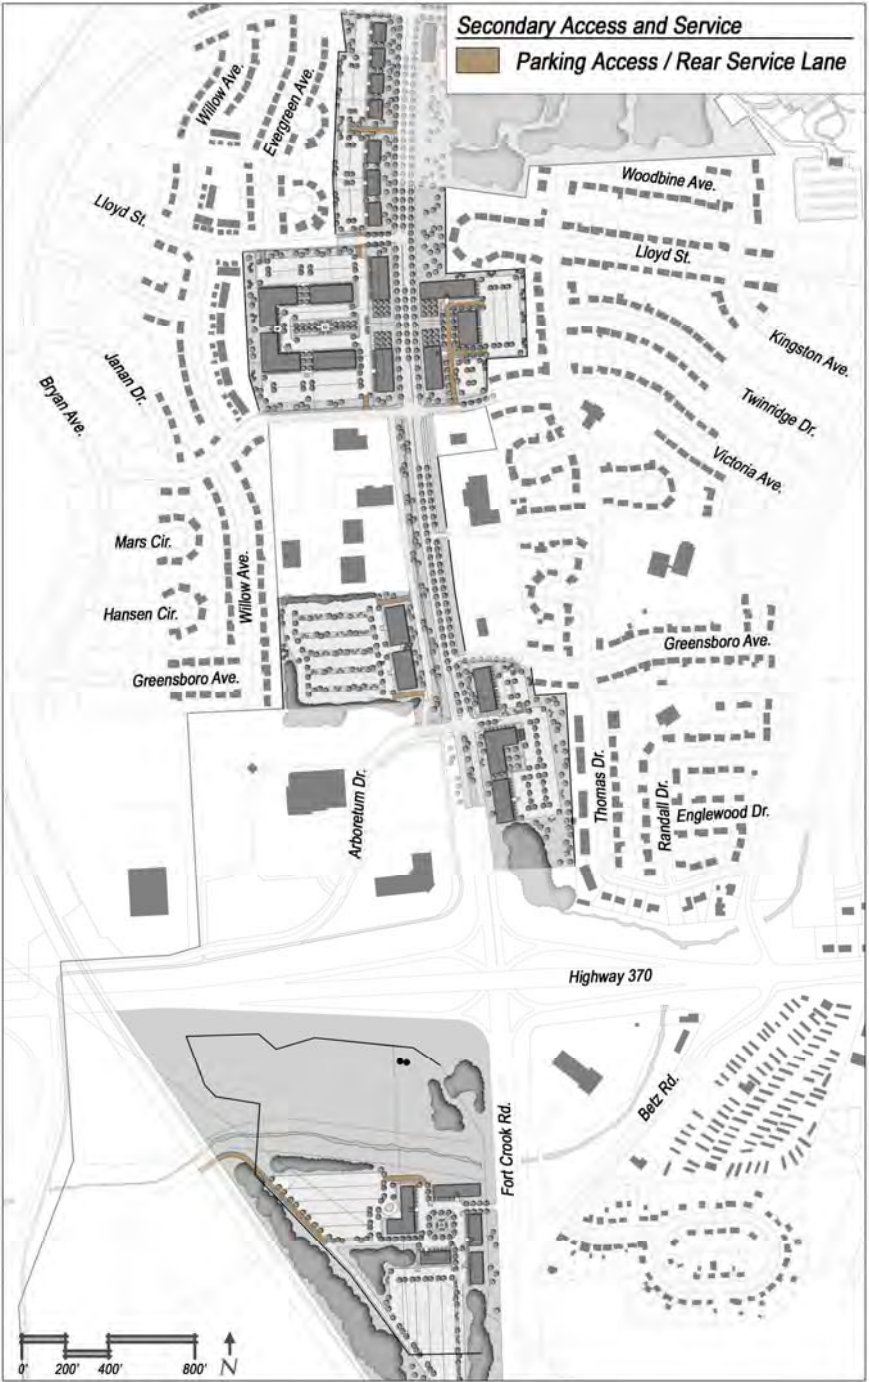 Secondary Access and Service
Parking Access / Rear Service Lane
Willow Ave.
Evergreen Ave.
Woodbine Ave.
Lloyd St.
Lloyd St.
Kingston Ave.
Janan Dr.
Bryan Ave.
Twinridge Dr.
Victoria Ave.
Mars Cir.
Willow Ave.
Hansen Cir.
Greensboro Ave.
Greensboro Ave.
Thomas Dr.
Randall Dr.
Englewood Dr.
Arboretum Dr.
Highway 370
Betz Rd.
Fort Crook Rd.
0' 200' 400' 800' N